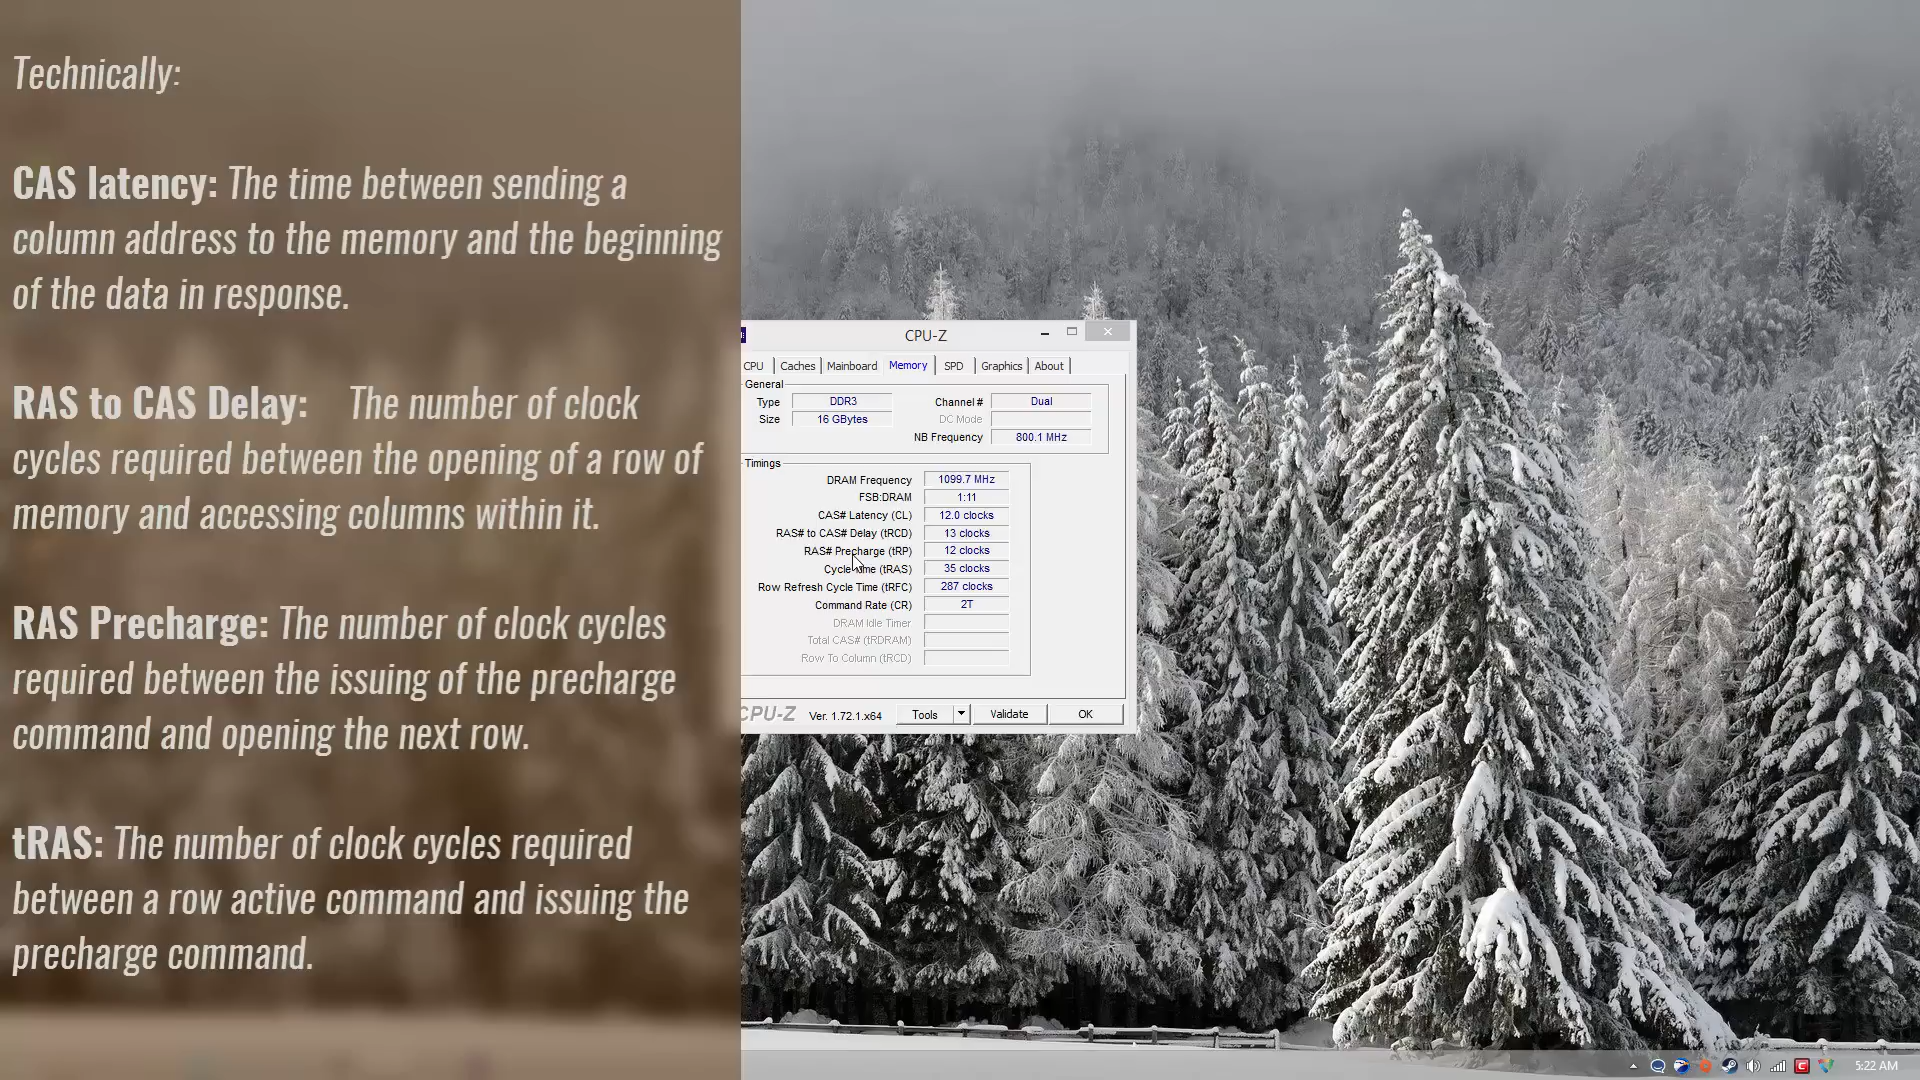 Technically:
CAS latency: The time between sending a
column address to the memory and the beginning
of the data in response.
RAS to CAS Delay: The number of clock
cycles required between the opening of a row of
memory and accessing columns within it.
RAS Precharge: The number of clock cycles
required between the issuing of the precharge
command and opening the next row.
tRAS: The number of clock cycles required
between a row active command and issuing the
precharge command.
CPU-Z
CPU Caches Mainboard Memory SPD Graphics About
General
Type DDR3 Channel # Dual
Size 16 GBytes DC Mode
NB Frequency 800.1 MHz
Timings
DRAM Frequency 1099.7 MHz
FSB:DRAM 1:11
CAS# Latency (CL) 12.0 clocks
RAS# to CAS# Delay (tRCD) 13 clocks
RAS# Precharge (tRP) 12 clocks
Cycle Time (tRAS) 35 clocks
Row Refresh Cycle Time (tRFC) 287 clocks
Command Rate (CR) 2T
DRAM Idle Timer
Total CAS# (tRDRAM)
Row To Column (tRCD)
CPU-Z Ver. 1.72.1.x64 Tools Validate OK
5:22 AM